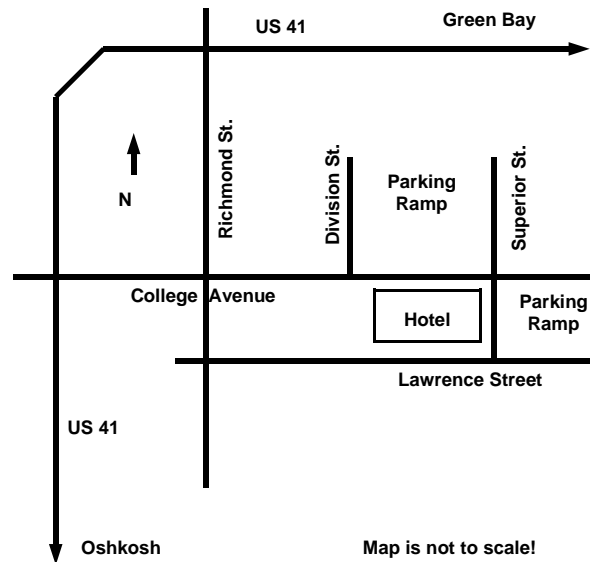 Green Bay
US 41
Richmond St.
Division St.
Superior St.
Parking
Ramp
N
College Avenue
Hotel
Parking
Ramp
Lawrence Street
US 41
Oshkosh
Map is not to scale!